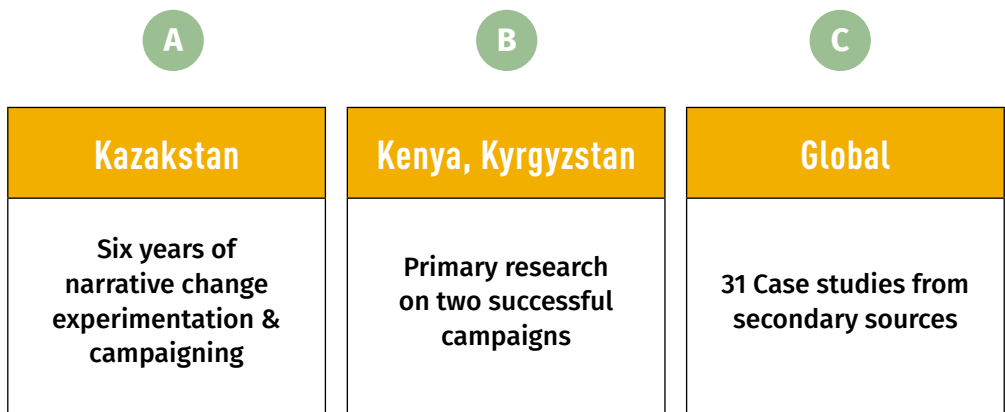 A
B
C
Kazakstan
Kenya, Kyrgyzstan
Global
Six years of
narrative change
experimentation &
campaigning
Primary research
on two successful
campaigns
31 Case studies from
secondary sources